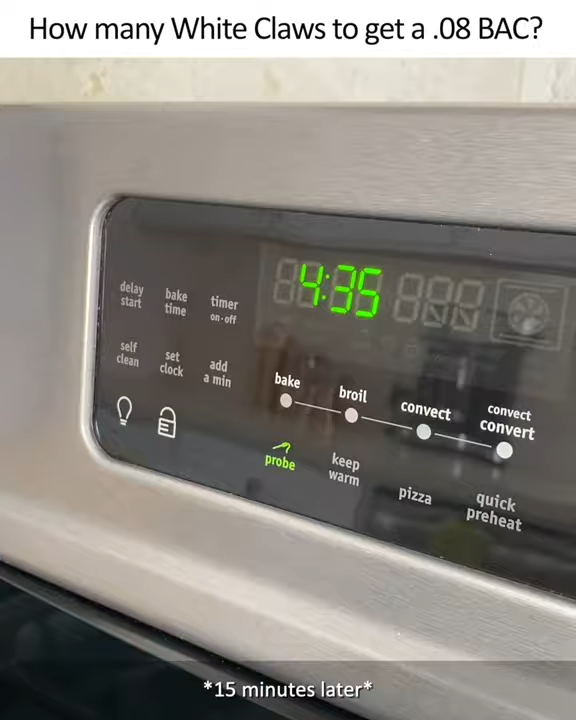 How many White Claws to get a .08 BAC?
4:35
delay start
bake time
timer on-off
self clean
set clock
add a min
bake
broil
convect
convect convert
probe
keep warm
pizza
quick preheat
*15 minutes later*